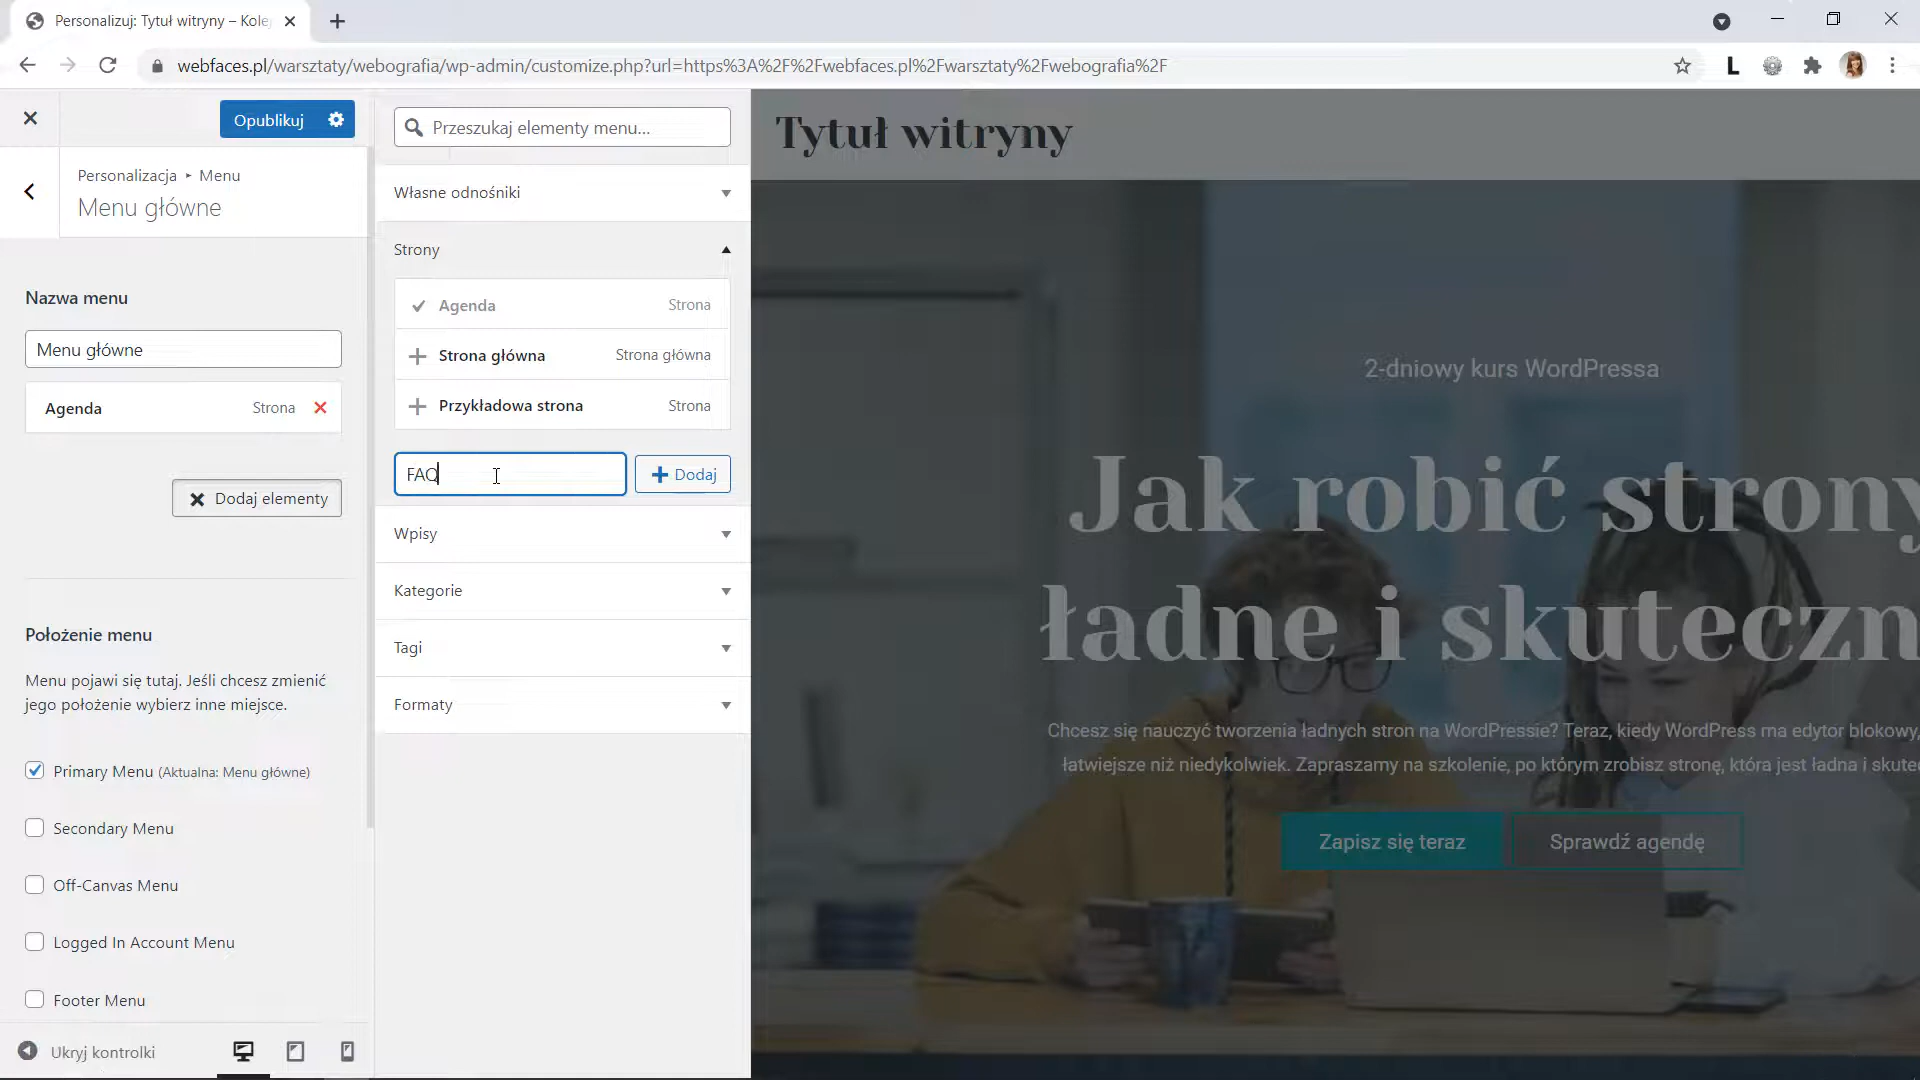 Personalizuj: Tytuł witryny – Kole
webfaces.pl/warsztaty/webografia/wp-admin/customize.php?url=https%3A%2F%2Fwebfaces.pl%2Fwarsztaty%2Fwebografia%2F
L
Opublikuj
Personalizacja ▸ Menu
Menu główne
Nazwa menu
Menu główne
Agenda Strona
Dodaj elementy
Położenie menu
Menu pojawi się tutaj. Jeśli chcesz zmienić
jego położenie wybierz inne miejsce.
Primary Menu (Aktualna: Menu główne)
Secondary Menu
Off-Canvas Menu
Logged In Account Menu
Footer Menu
Ukryj kontrolki
Przeszukaj elementy menu...
Własne odnośniki
Strony
Agenda Strona
Strona główna Strona główna
Przykładowa strona Strona
FAQ
Dodaj
Wpisy
Kategorie
Tagi
Formaty
Tytuł witryny
2-dniowy kurs WordPressa
Jak robić strony
ładne i skuteczn
Chcesz się nauczyć tworzenia ładnych stron na WordPressie? Teraz, kiedy WordPress ma edytor blokowy,
łatwiejsze niż niedykolwiek. Zapraszamy na szkolenie, po którym zrobisz stronę, która jest ładna i skutec
Zapisz się teraz
Sprawdź agendę